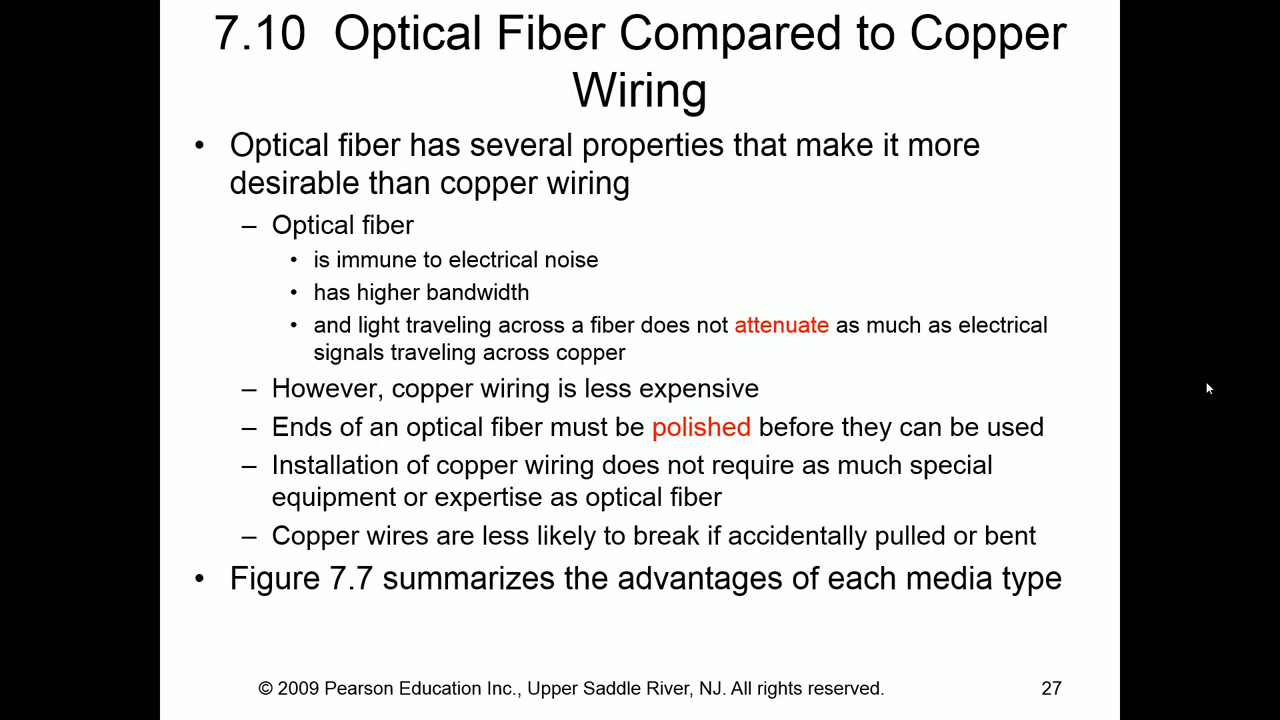 7.10 Optical Fiber Compared to Copper
Wiring
• Optical fiber has several properties that make it more
desirable than copper wiring
– Optical fiber
• is immune to electrical noise
• has higher bandwidth
• and light traveling across a fiber does not attenuate as much as electrical
signals traveling across copper
– However, copper wiring is less expensive
– Ends of an optical fiber must be polished before they can be used
– Installation of copper wiring does not require as much special
equipment or expertise as optical fiber
– Copper wires are less likely to break if accidentally pulled or bent
• Figure 7.7 summarizes the advantages of each media type
© 2009 Pearson Education Inc., Upper Saddle River, NJ. All rights reserved. 27